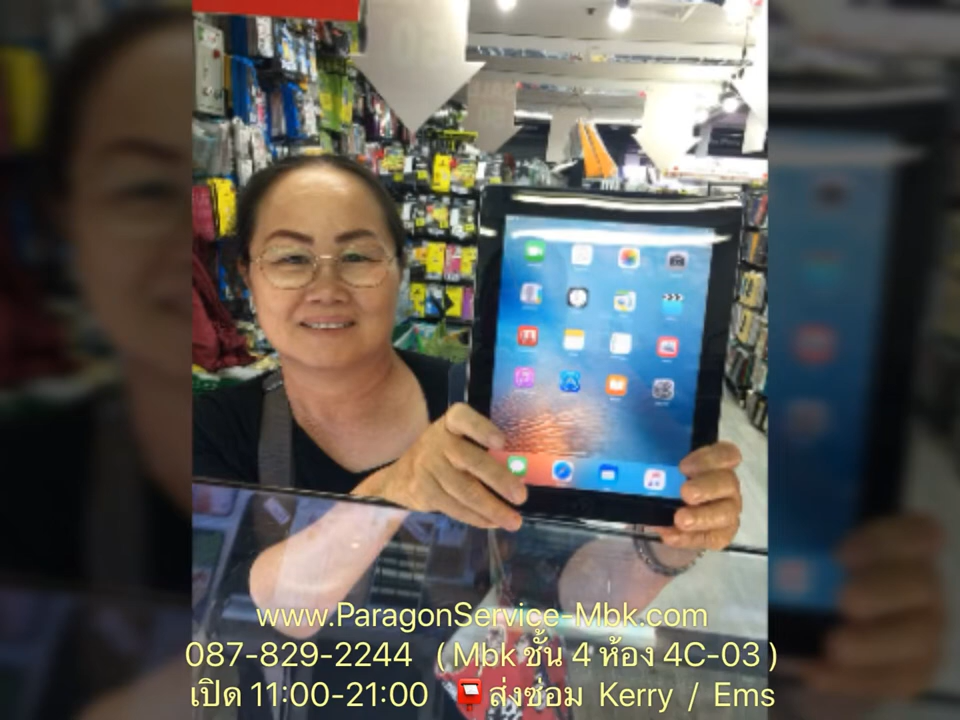 www.ParagonService-Mbk.com
087-829-2244 (Mbk ชั้น 4 ห้อง 4C-03)
เปิด 11:00-21:00 📮ส่งซ่อม Kerry / Ems